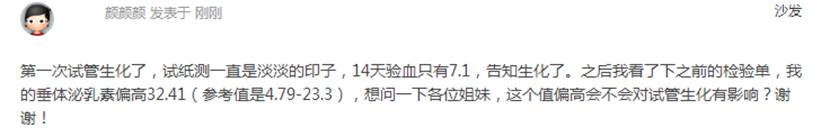 颜颜颜 发表于 刚刚
沙发
第一次试管生化了，试纸测一直是淡淡的印子，14天验血只有7.1，告知生化了。之后我看了下之前的检验单，我
的垂体泌乳素偏高32.41（参考值是4.79-23.3），想问一下各位姐妹，这个值偏高会不会对试管生化有影响？谢
谢！